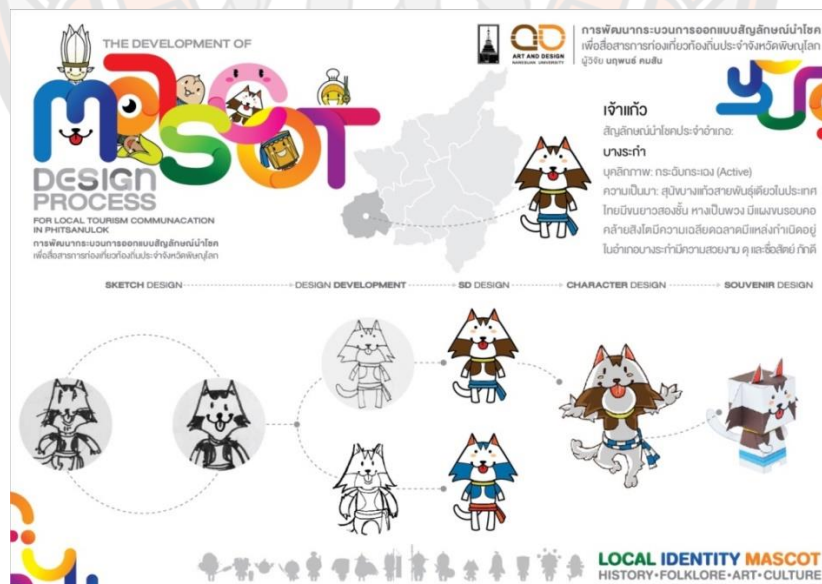 THE DEVELOPMENT OF
MASCOT
DESIGN
PROCESS
FOR LOCAL TOURISM COMMUNACATION
IN PHITSANULOK
การพัฒนากระบวนการออกแบบสัญลักษณ์นำโชค
เพื่อสื่อสารการท่องเที่ยวท้องถิ่นประจำจังหวัดพิษณุโลก
ART AND DESIGN
NARESUAN UNIVERSITY
การพัฒนากระบวนการออกแบบสัญลักษณ์นำโชค
เพื่อสื่อสารการท่องเที่ยวท้องถิ่นประจำจังหวัดพิษณุโลก
ผู้วิจัย นฤพนธ์ คมสัน
เจ้าแก้ว
สัญลักษณ์นำโชคประจำอำเภอ:
บางระกำ
บุคลิกภาพ: กระฉับกระเฉง (Active)
ความเป็นมา: สุนัขบางแก้วสายพันธุ์เดียวในประเทศ
ไทยมีขนยาวสองชั้น หางเป็นพวง มีแผงขนรอบคอ
คล้ายสิงโตมีความเฉลียวฉลาดมีแหล่งกำเนิดอยู่
ในอำเภอบางระกำมีความสวยงาม ดุ และซื่อสัตย์ ภักดี
SKETCH DESIGN
DESIGN DEVELOPMENT
SD DESIGN
CHARACTER DESIGN
SOUVENIR DESIGN
LOCAL IDENTITY MASCOT
HISTORY•FOLKLORE•ART•CULTURE